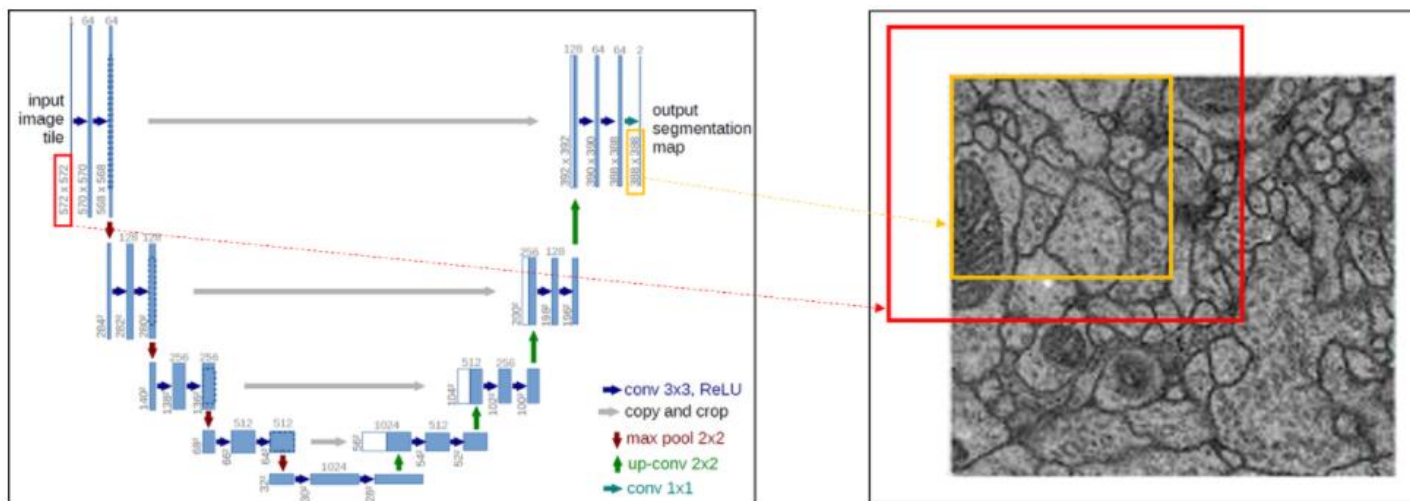 1 64 64
input
image
tile
572 x 572
570 x 570
568 x 568
128 64 64 2
output
segmentation
map
392 x 392
390 x 390
388 x 388
388 x 388
128 128
284²
282²
280²
256 128
200²
198²
196²
256 256
140²
138²
136²
512 256
104²
102²
100²
512 512
68²
66²
64²
1024 512
56²
54²
52²
1024
32²
30²
28²
conv 3x3, ReLU
copy and crop
max pool 2x2
up-conv 2x2
conv 1x1